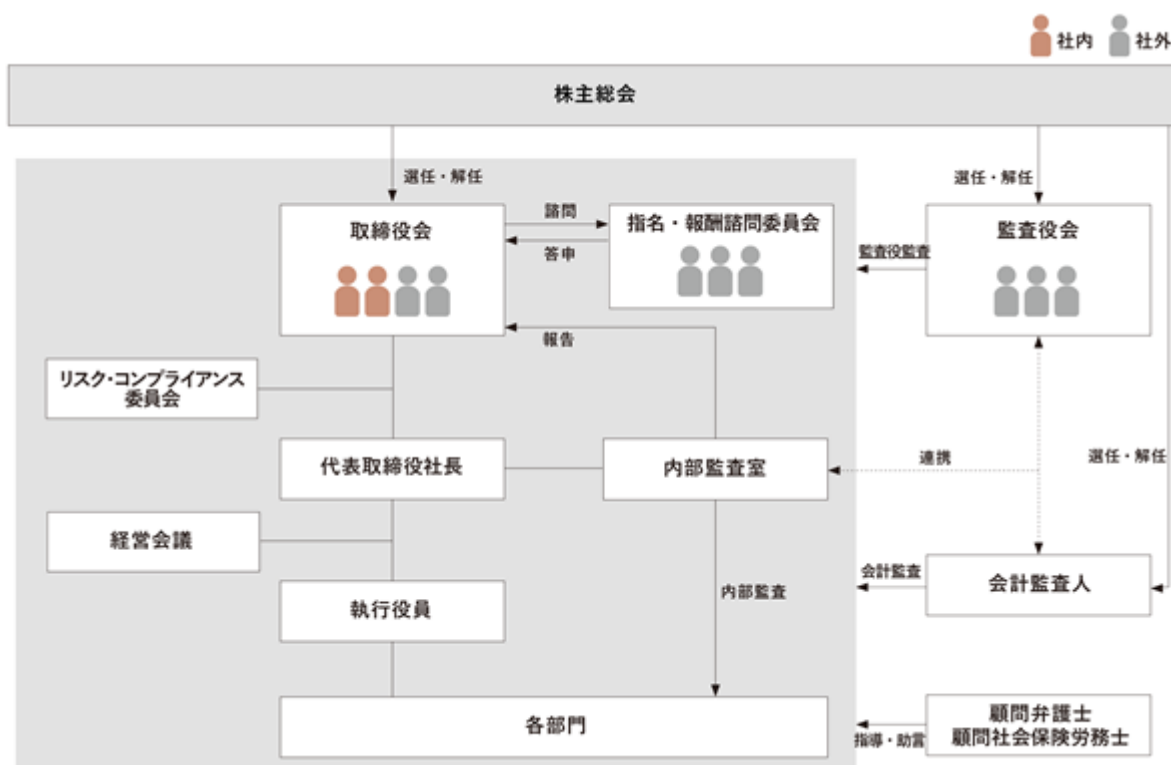 社内 社外
株主総会
選任・解任
選任・解任
取締役会
諮問
答申
指名・報酬諮問委員会
監査役監査
監査役会
報告
リスク・コンプライアンス
委員会
代表取締役社長
内部監査室
連携
選任・解任
経営会議
執行役員
内部監査
会計監査
会計監査人
各部門
指導・助言
顧問弁護士
顧問社会保険労務士